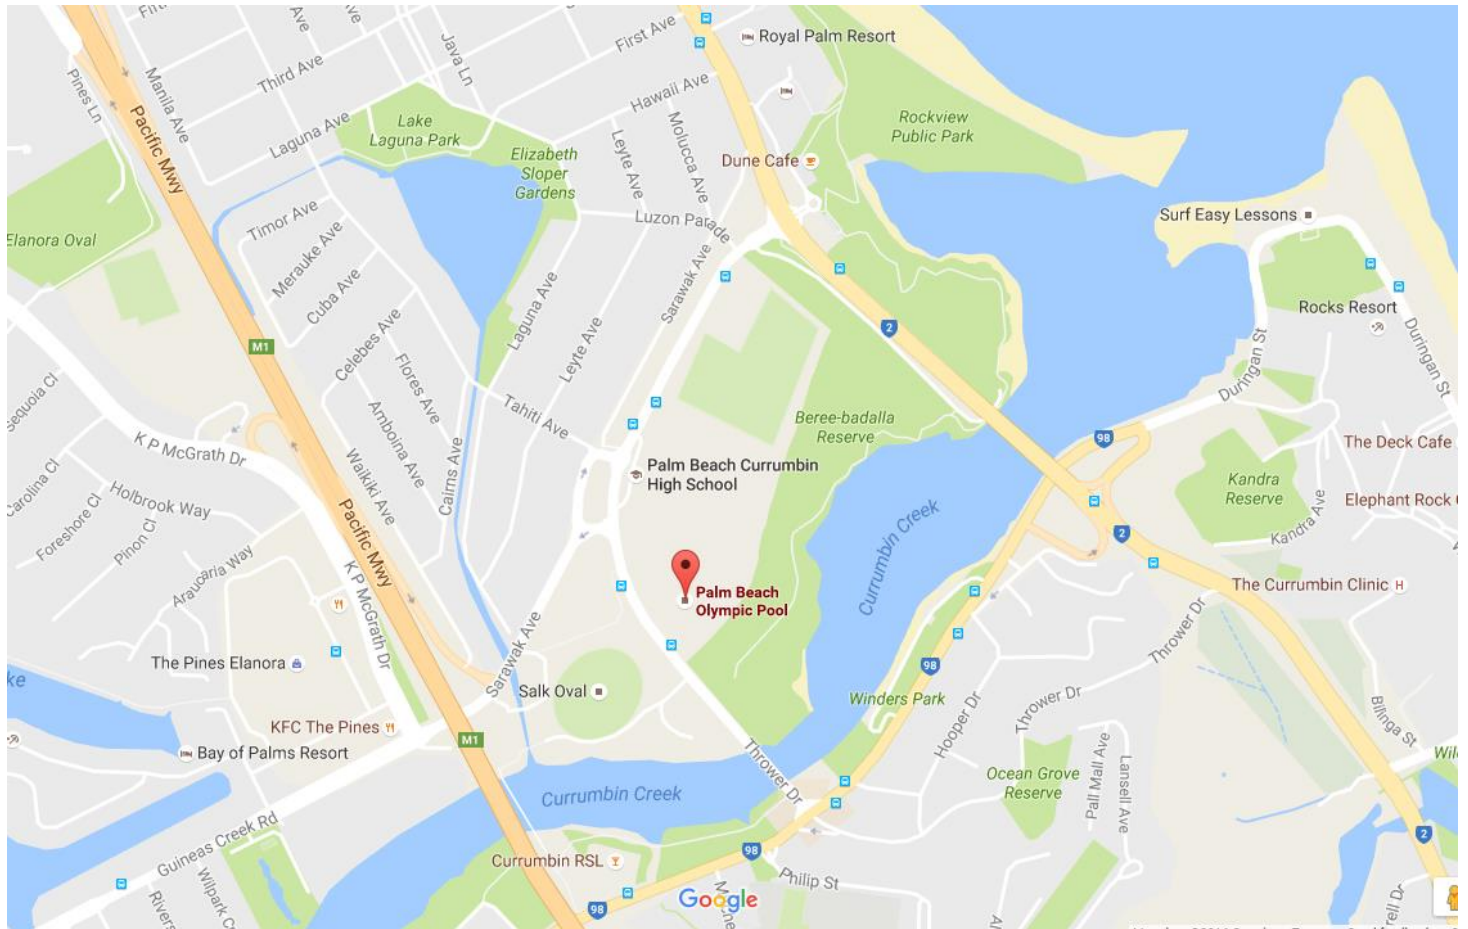 First Ave
Royal Palm Resort
Java Ln
Third Ave
Manila Ave
Pines Ln
Pacific Mwy
Hawaii Ave
Lake
Laguna Park
Laguna Ave
Rockview
Public Park
Elizabeth
Sloper
Gardens
Leyte Ave
Molucca Ave
Dune Cafe
Timor Ave
Luzon Parade
Surf Easy Lessons
Elanora Oval
Merauke Ave
Cuba Ave
Sarawak Ave
Laguna Ave
Leyte Ave
Rocks Resort
2
M1
Celebes Ave
Flores Ave
Duringan St
Duringan St
Sequoia Cl
Amboina Ave
Tahiti Ave
Beree-badalla
Reserve
K P McGrath Dr
98
The Deck Cafe
Carolina Cl
Holbrook Way
Waikiki Ave
Cairns Ave
Palm Beach Currumbin
High School
Kandra
Reserve
Elephant Rock
Foreshore Cl
Pinon Cl
Pacific Mwy
Currumbin Creek
2
Kandra Ave
Araucaria Way
K P McGrath Dr
Palm Beach
Olympic Pool
The Currumbin Clinic
H
Thrower Dr
Sarawak Ave
The Pines Elanora
98
Salk Oval
Winders Park
Hooper Dr
Thrower Dr
Bilinga St
KFC The Pines
M1
Bay of Palms Resort
Thrower Dr
Pall Mall Ave
Lansell Ave
Ocean Grove
Reserve
Currumbin Creek
Guineas Creek Rd
2
Currumbin RSL
98
Philip St
Google
98